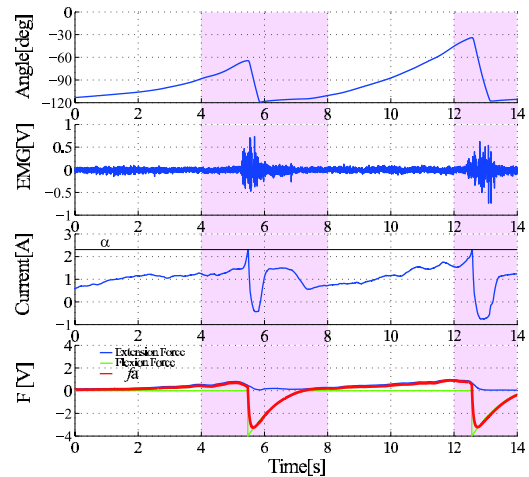 Angle[deg]
0
-30
-60
-90
-120
0 2 4 6 8 10 12 14
EMG[V]
1
0.5
0
-0.5
-1
0 2 4 6 8 10 12 14
Current[A]
3
2
1
0
-1
α
0 2 4 6 8 10 12 14
F [V]
4
2
0
-2
-4
Extension Force
Flexion Force
fa
0 2 4 6 8 10 12 14
Time[s]